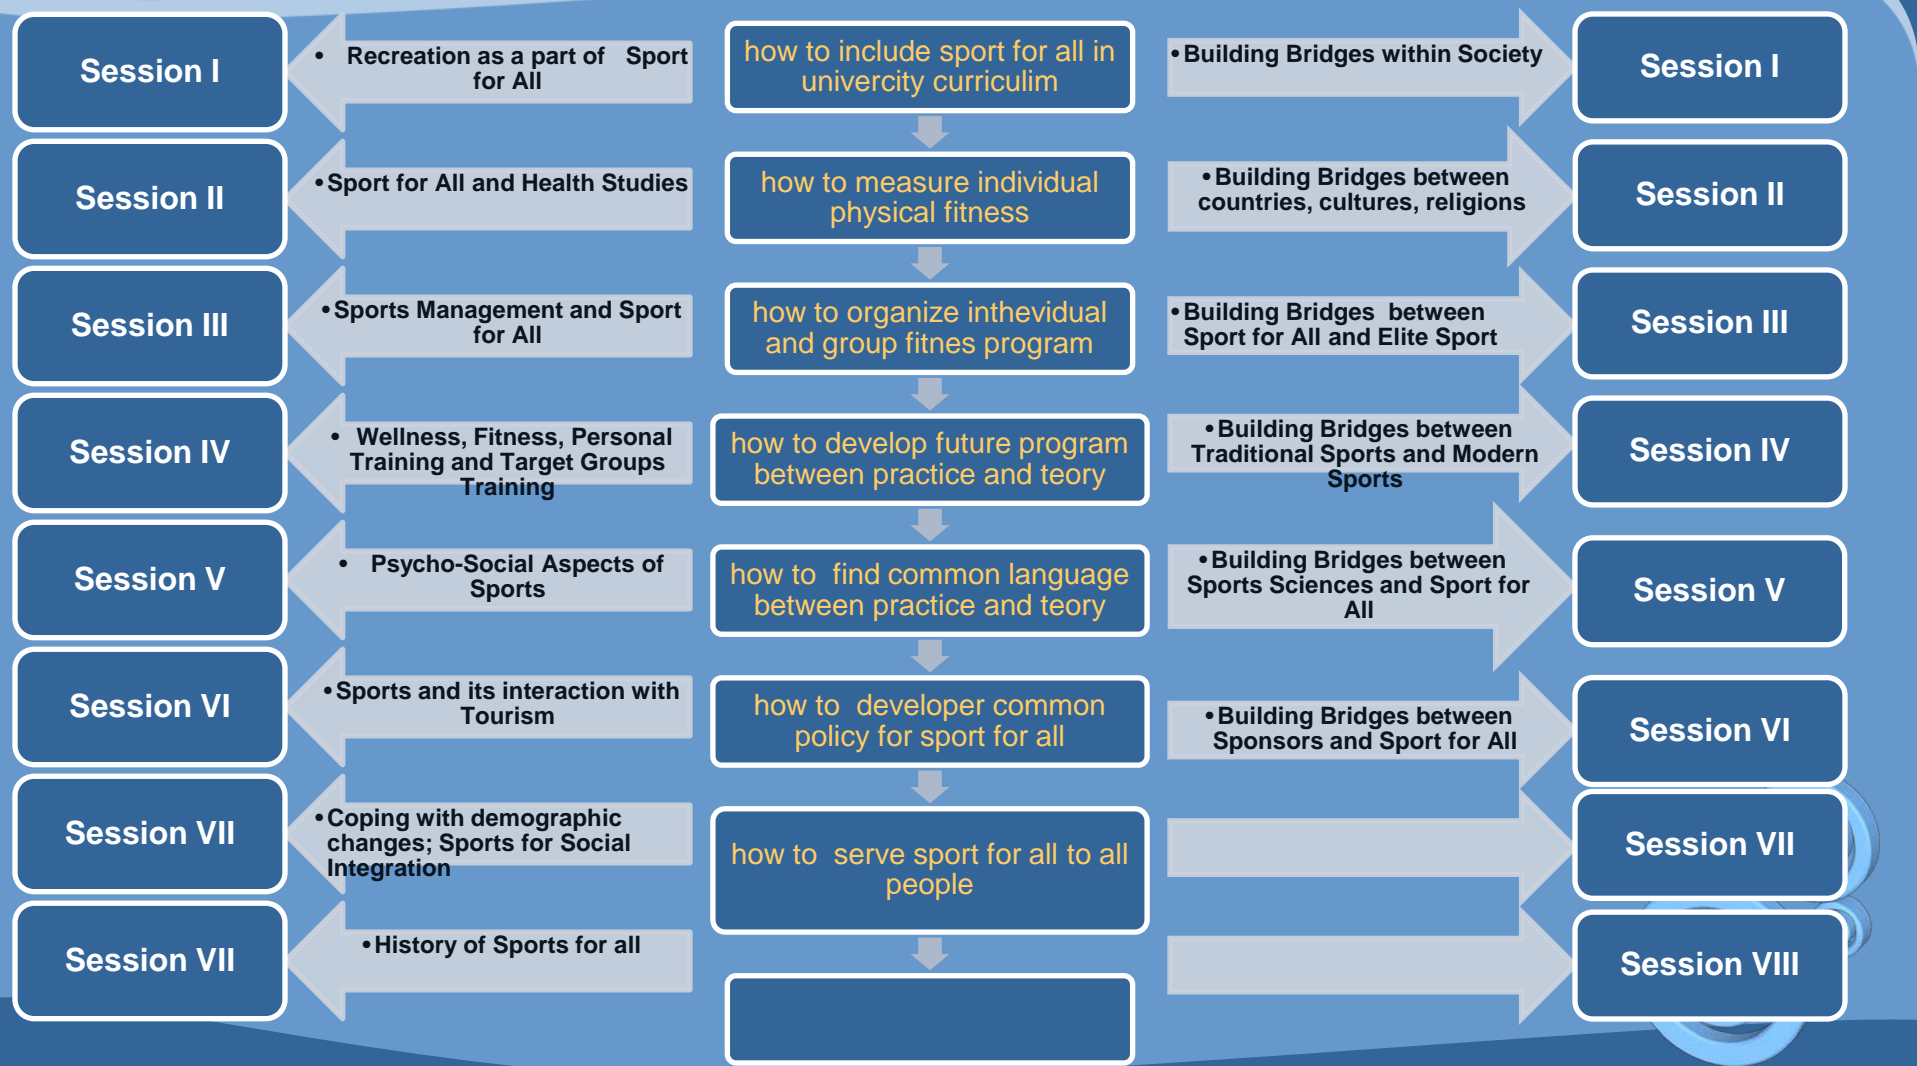 Session I
• Recreation as a part of Sport
for All
how to include sport for all in
univercity curriculim
• Building Bridges within Society
Session I
Session II
• Sport for All and Health Studies
how to measure individual
physical fitness
• Building Bridges between
countries, cultures, religions
Session II
Session III
• Sports Management and Sport
for All
how to organize inthevidual
and group fitnes program
• Building Bridges between
Sport for All and Elite Sport
Session III
Session IV
• Wellness, Fitness, Personal
Training and Target Groups
Training
how to develop future program
between practice and teory
• Building Bridges between
Traditional Sports and Modern
Sports
Session IV
Session V
• Psycho-Social Aspects of
Sports
how to find common language
between practice and teory
• Building Bridges between
Sports Sciences and Sport for
All
Session V
Session VI
• Sports and its interaction with
Tourism
how to developer common
policy for sport for all
• Building Bridges between
Sponsors and Sport for All
Session VI
Session VII
• Coping with demographic
changes; Sports for Social
Integration
how to serve sport for all to all
people
Session VII
Session VII
• History of Sports for all
Session VIII